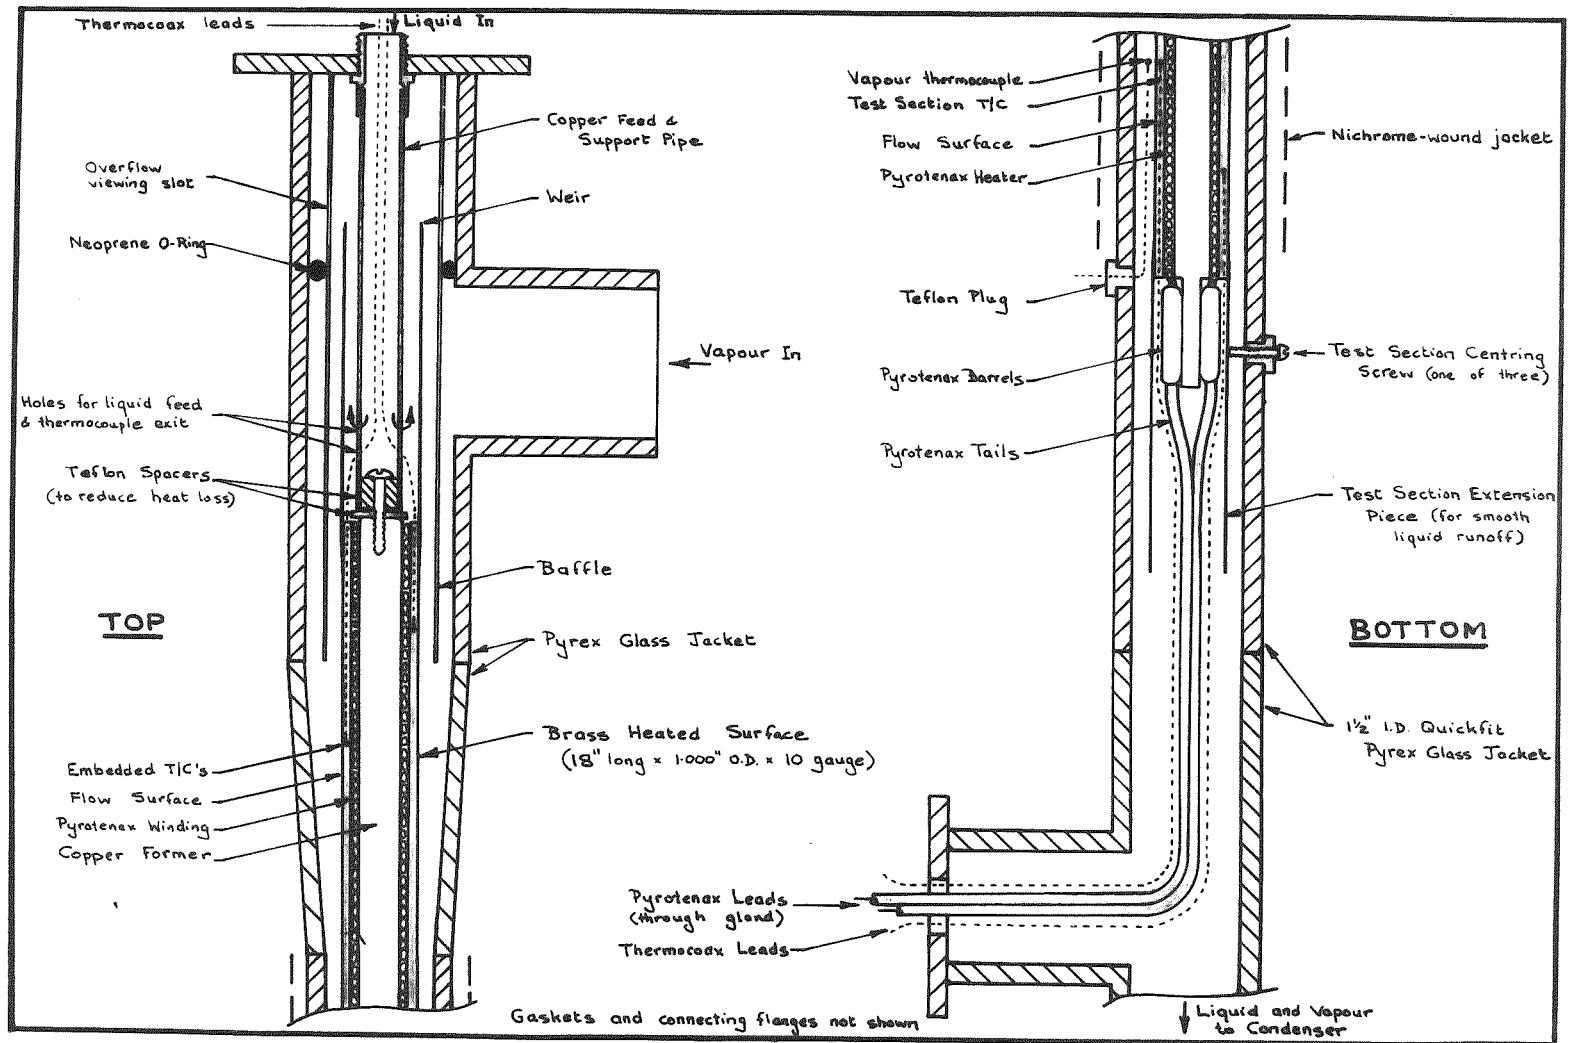 Thermocoax leads
Liquid In
Copper Feed &
Support Pipe
Overflow
viewing slot
Weir
Neoprene O-Ring
Vapour In
Holes for liquid feed
& thermocouple exit
Teflon Spacers
(to reduce heat loss)
Baffle
TOP
Pyrex Glass Jacket
Brass Heated Surface
(18" long x 1.000" O.D. x 10 gauge)
Embedded T/C's
Flow Surface
Pyrotenax Winding
Copper Former
Vapour thermocouple
Test Section T/C
Flow Surface
Pyrotenax Heater
Nichrome-wound jacket
Teflon Plug
Test Section Centring
Screw (one of three)
Pyrotenax Barrels
Pyrotenax Tails
Test Section Extension
Piece (for smooth
liquid runoff)
BOTTOM
1½" I.D. Quickfit
Pyrex Glass Jacket
Pyrotenax Leads
(through gland)
Thermocoax Leads
Liquid and Vapour
to Condenser
Gaskets and connecting flanges not shown